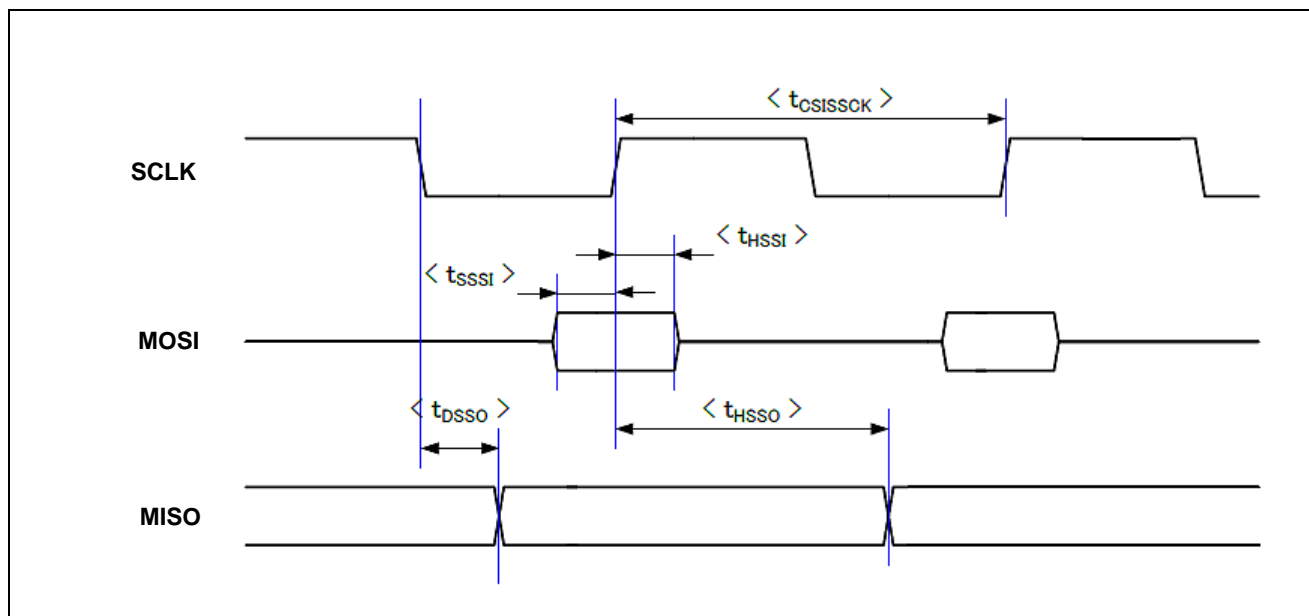 < tCSISSCK >
SCLK
< tHSSI >
< tSSSI >
MOSI
< tDSSO >
< tHSSO >
MISO